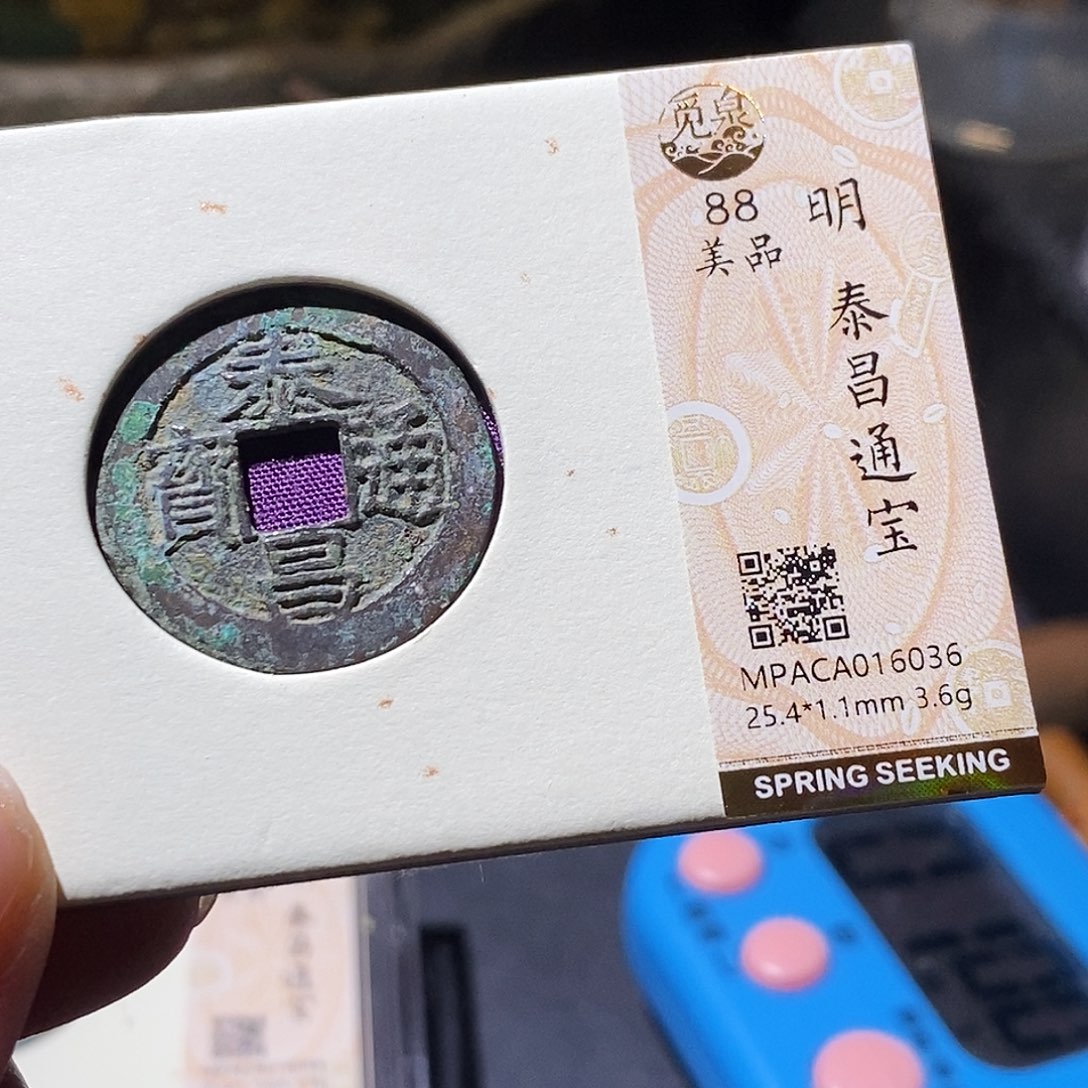 泰昌通寳
觅泉
88
美品
明
泰昌通宝
MPACA016036
25.4*1.1mm 3.6g
SPRING SEEKING